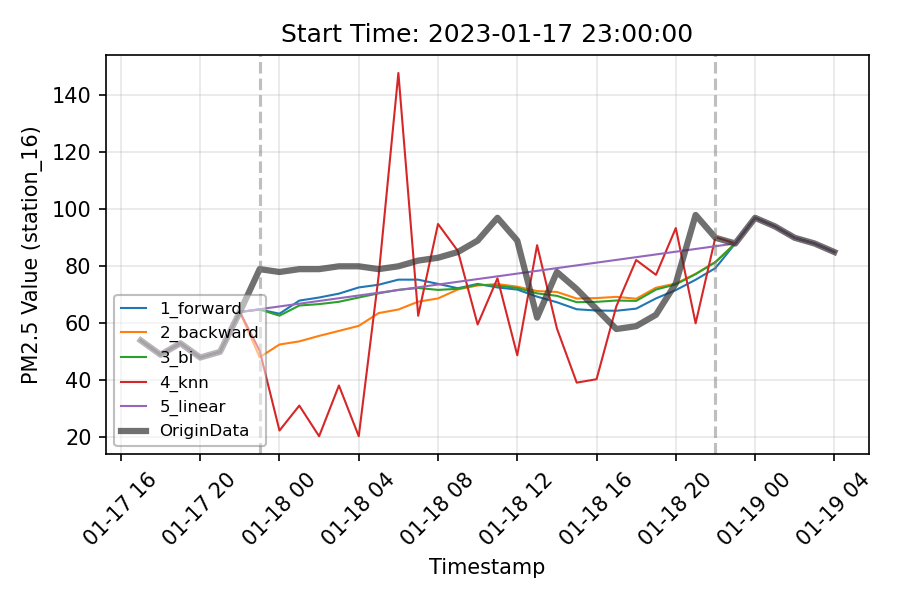 Start Time: 2023-01-17 23:00:00
PM2.5 Value (station_16)
140
120
100
80
60
40
20
1_forward
2_backward
3_bi
4_knn
5_linear
OriginData
01-17 16
01-17 20
01-18 00
01-18 04
01-18 08
01-18 12
01-18 16
01-18 20
01-19 00
01-19 04
Timestamp